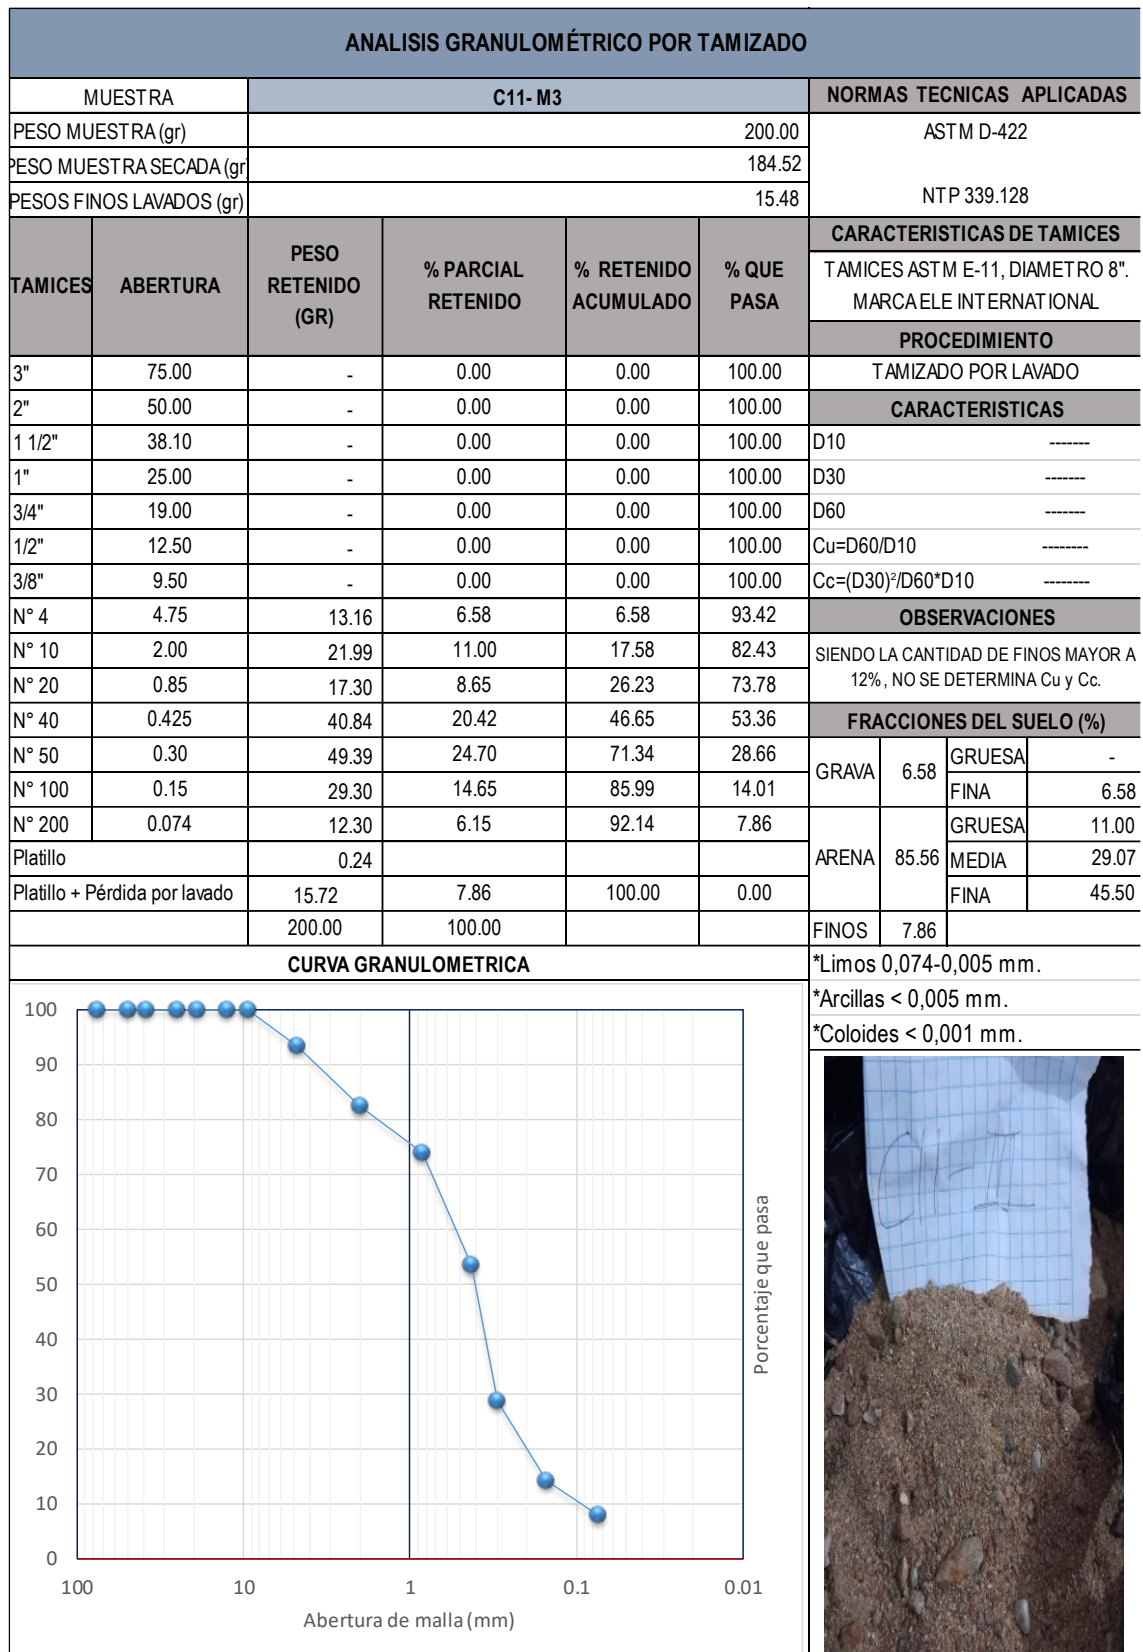 ANALISIS GRANULOMÉTRICO POR TAMIZADO
MUESTRA C11- M3 NORMAS TECNICAS APLICADAS
PESO MUESTRA (gr) 200.00 ASTM D-422
PESO MUESTRA SECADA (gr) 184.52
PESOS FINOS LAVADOS (gr) 15.48 NTP 339.128
TAMICES ABERTURA PESO RETENIDO (GR) % PARCIAL RETENIDO % RETENIDO ACUMULADO % QUE PASA
CARACTERISTICAS DE TAMICES
TAMICES ASTM E-11, DIAMETRO 8".
MARCA ELE INTERNATIONAL
PROCEDIMIENTO
3" 75.00 - 0.00 0.00 100.00 TAMIZADO POR LAVADO
2" 50.00 - 0.00 0.00 100.00 CARACTERISTICAS
1 1/2" 38.10 - 0.00 0.00 100.00 D10 -------
1" 25.00 - 0.00 0.00 100.00 D30 -------
3/4" 19.00 - 0.00 0.00 100.00 D60 -------
1/2" 12.50 - 0.00 0.00 100.00 Cu=D60/D10 --------
3/8" 9.50 - 0.00 0.00 100.00 Cc=(D30)²/D60*D10 --------
N° 4 4.75 13.16 6.58 6.58 93.42 OBSERVACIONES
N° 10 2.00 21.99 11.00 17.58 82.43 SIENDO LA CANTIDAD DE FINOS MAYOR A
N° 20 0.85 17.30 8.65 26.23 73.78 12%, NO SE DETERMINA Cu y Cc.
N° 40 0.425 40.84 20.42 46.65 53.36 FRACCIONES DEL SUELO (%)
N° 50 0.30 49.39 24.70 71.34 28.66 GRAVA 6.58 GRUESA -
N° 100 0.15 29.30 14.65 85.99 14.01 FINA 6.58
N° 200 0.074 12.30 6.15 92.14 7.86 GRUESA 11.00
Platillo 0.24 ARENA 85.56 MEDIA 29.07
Platillo + Pérdida por lavado 15.72 7.86 100.00 0.00 FINA 45.50
200.00 100.00 FINOS 7.86
CURVA GRANULOMETRICA
*Limos 0,074-0,005 mm.
*Arcillas < 0,005 mm.
*Coloides < 0,001 mm.
100
90
80
70
60
50
40
30
20
10
0
100 10 1 0.1 0.01
Abertura de malla (mm)
Porcentaje que pasa